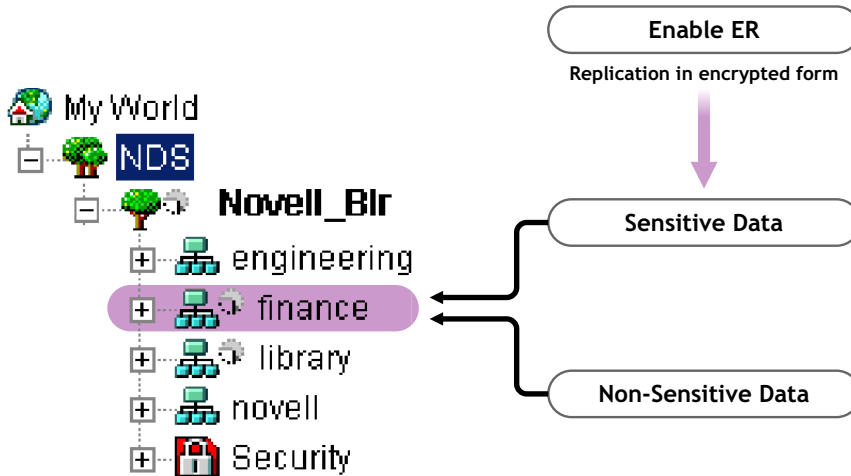 Enable ER
Replication in encrypted form
My World
NDS
Novell_Blr
engineering
finance
library
novell
Security
Sensitive Data
Non-Sensitive Data